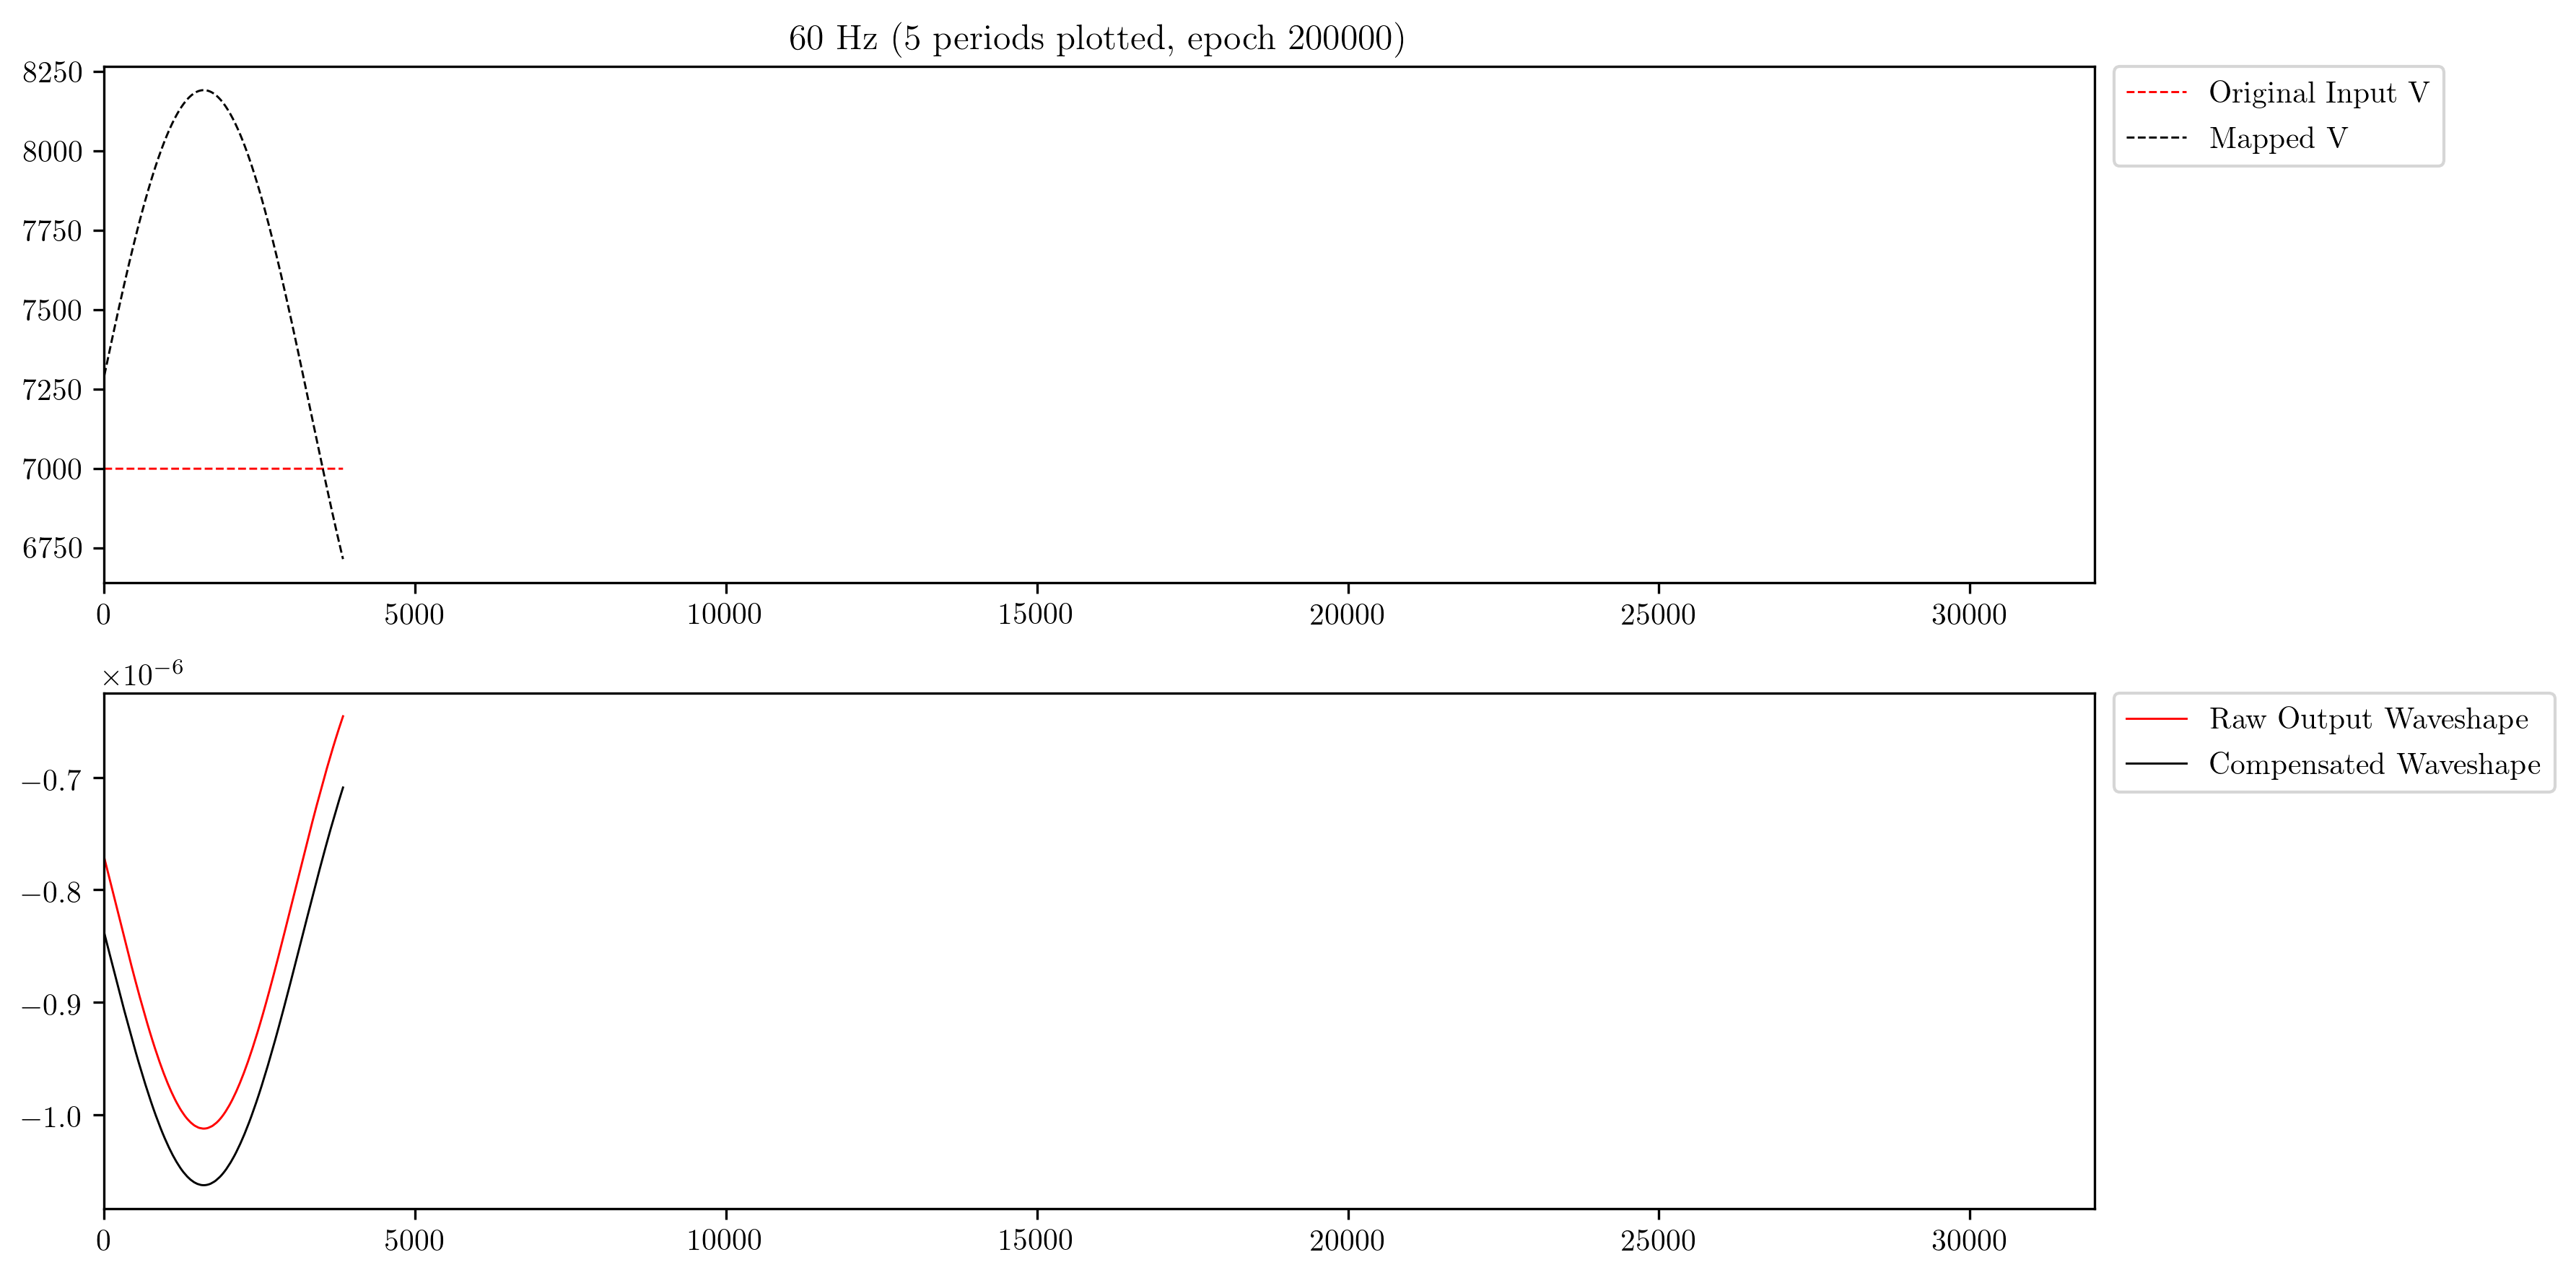 60 Hz (5 periods plotted, epoch 200000)
8250
8000
7750
7500
7250
7000
6750
0 5000 10000 15000 20000 25000 30000
Original Input V
Mapped V
×10⁻⁶
−0.7
−0.8
−0.9
−1.0
0 5000 10000 15000 20000 25000 30000
Raw Output Waveshape
Compensated Waveshape